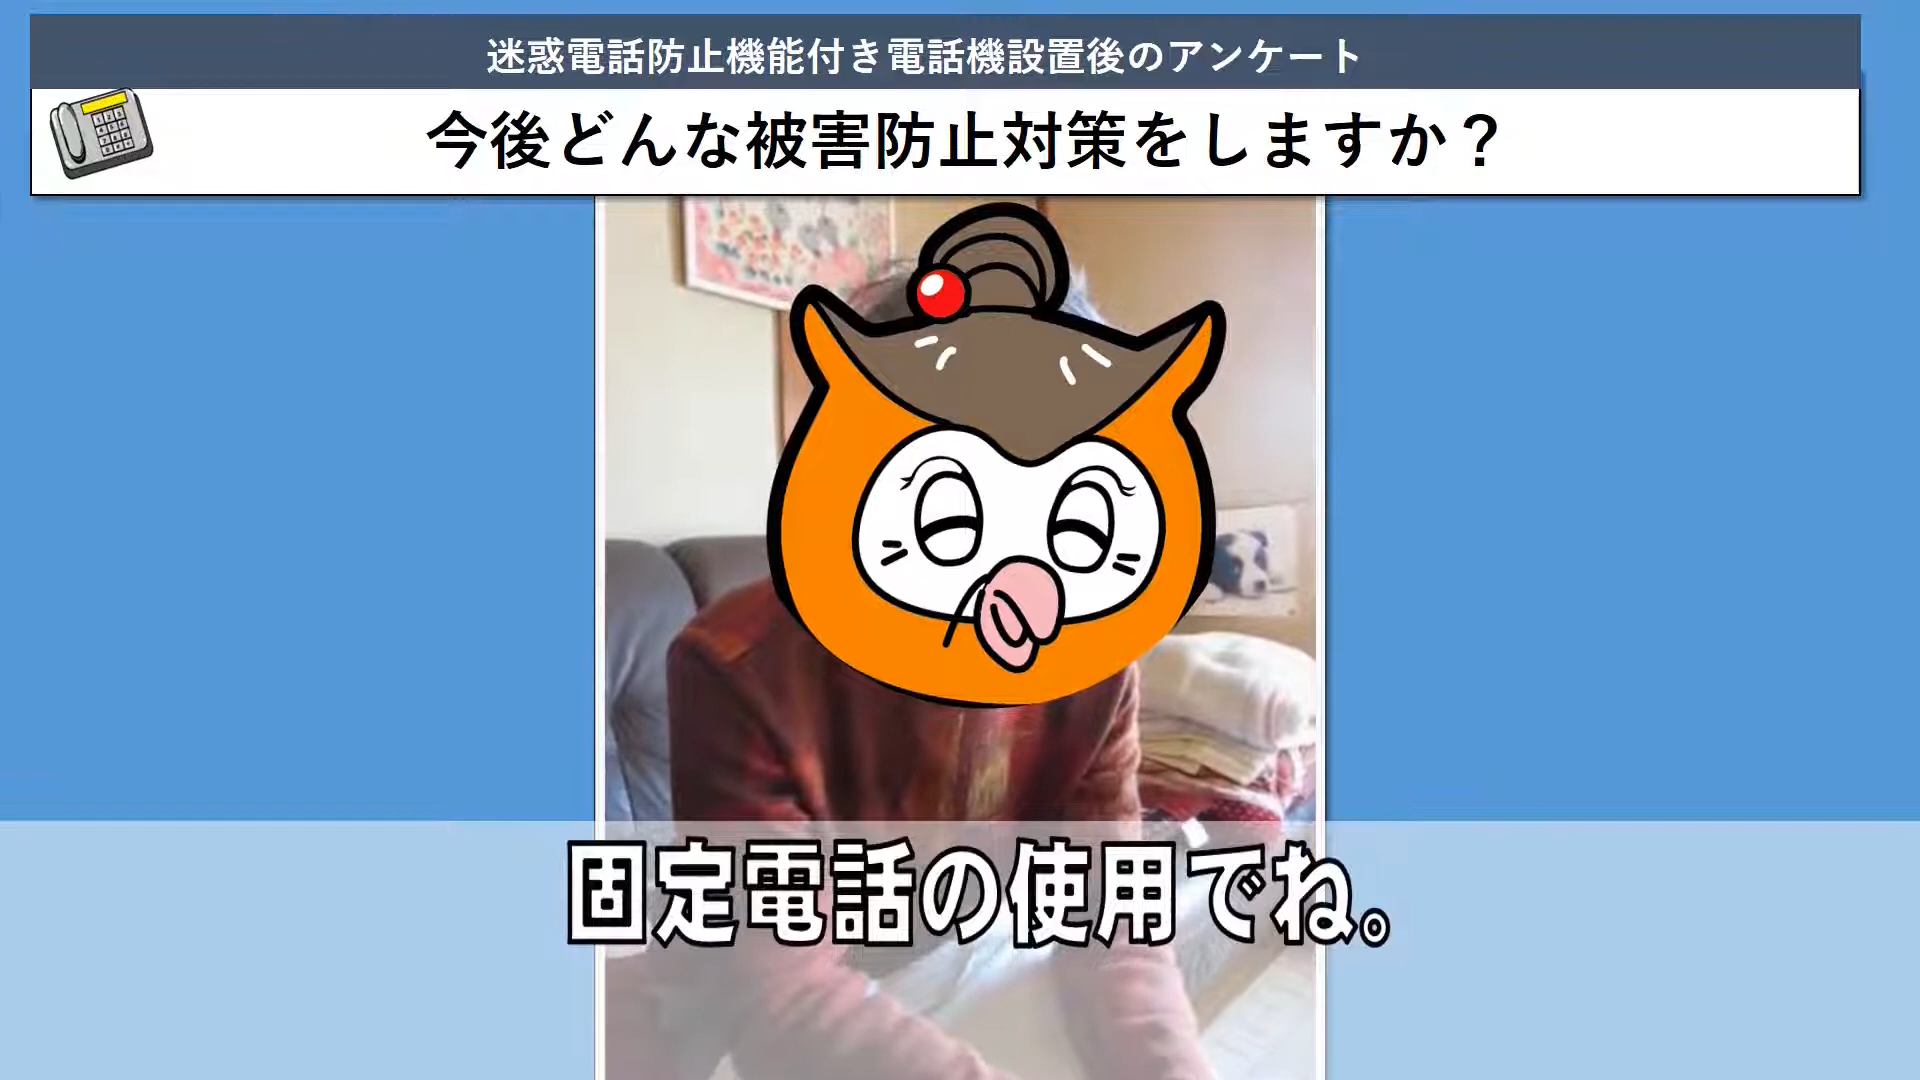 迷惑電話防止機能付き電話機設置後のアンケート
今後どんな被害防止対策をしますか？
固定電話の使用でね。